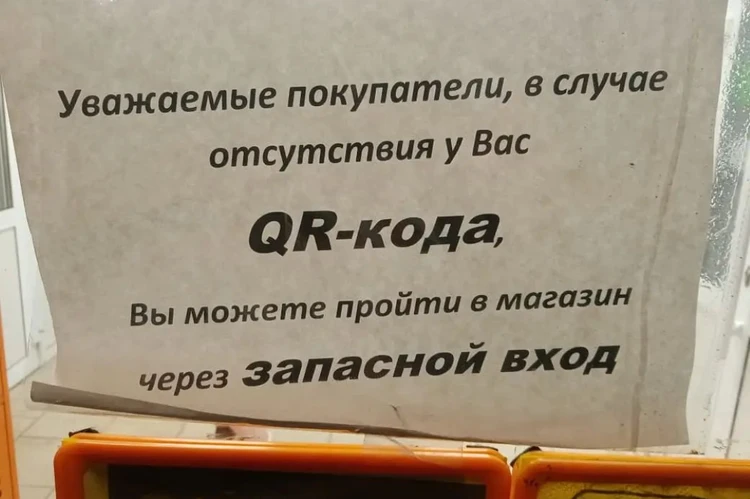 Уважаемые покупатели, в случае
отсутствия у Вас
QR-кода,
Вы можете пройти в магазин
через запасной вход